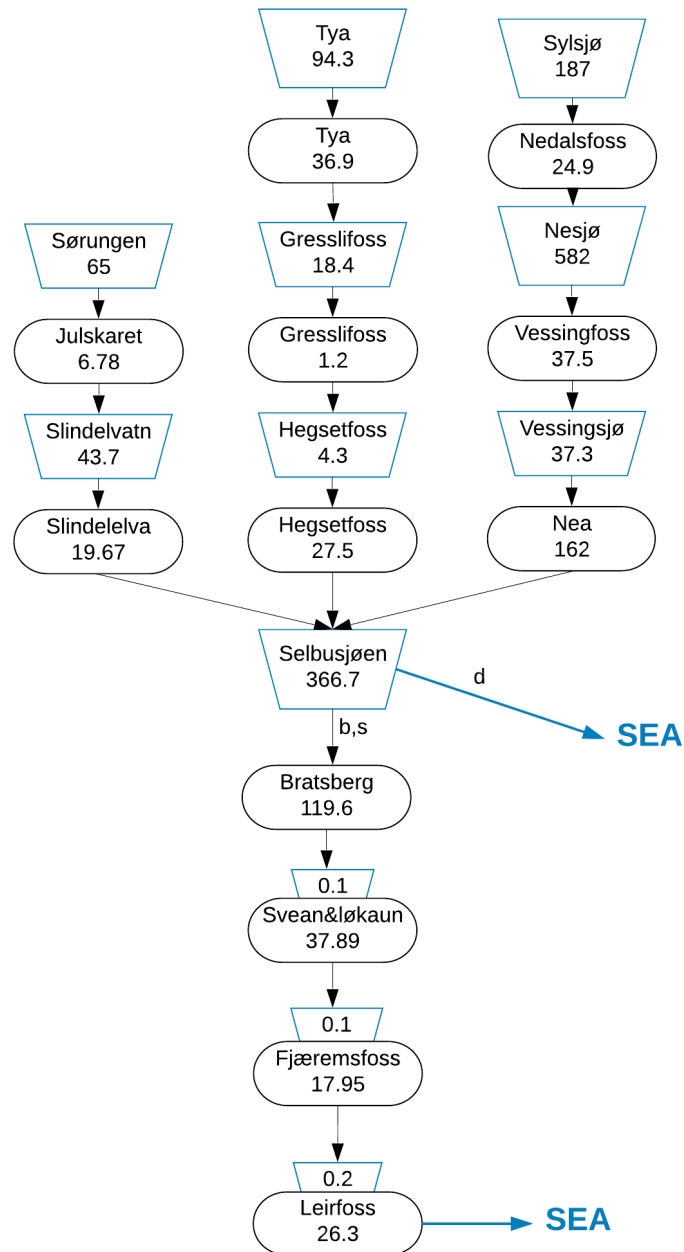 Tya
94.3
Sylsjø
187
Tya
36.9
Nedalsfoss
24.9
Sørungen
65
Gresslifoss
18.4
Nesjø
582
Julskaret
6.78
Gresslifoss
1.2
Vessingfoss
37.5
Slindelvatn
43.7
Hegsetfoss
4.3
Vessingsjø
37.3
Slindelelva
19.67
Hegsetfoss
27.5
Nea
162
Selbusjøen
366.7
d
SEA
b,s
Bratsberg
119.6
0.1
Svean&løkaun
37.89
0.1
Fjæremsfoss
17.95
0.2
Leirfoss
26.3
SEA